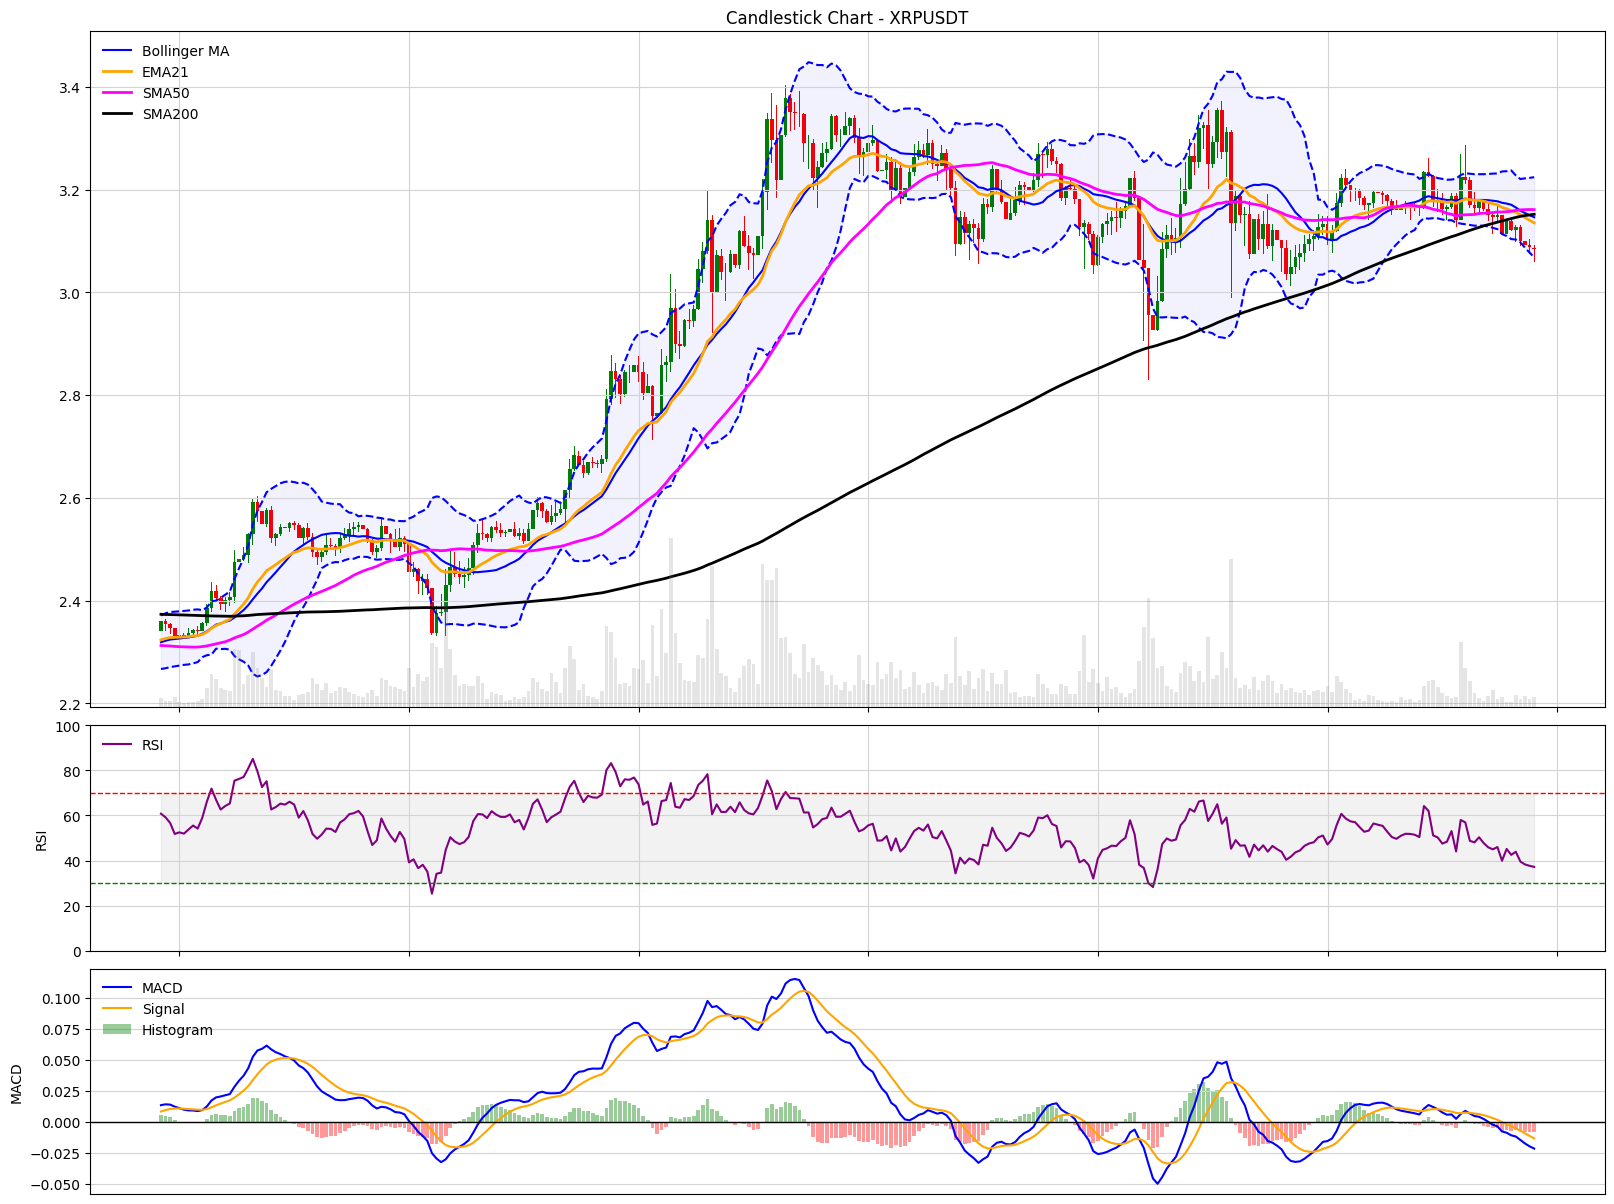 Candlestick Chart - XRPUSDT
Bollinger MA
EMA21
SMA50
SMA200
3.4
3.2
3.0
2.8
2.6
2.4
2.2
RSI
100
80
60
40
20
0
RSI
MACD
Signal
Histogram
0.100
0.075
0.050
0.025
0.000
−0.025
−0.050
MACD